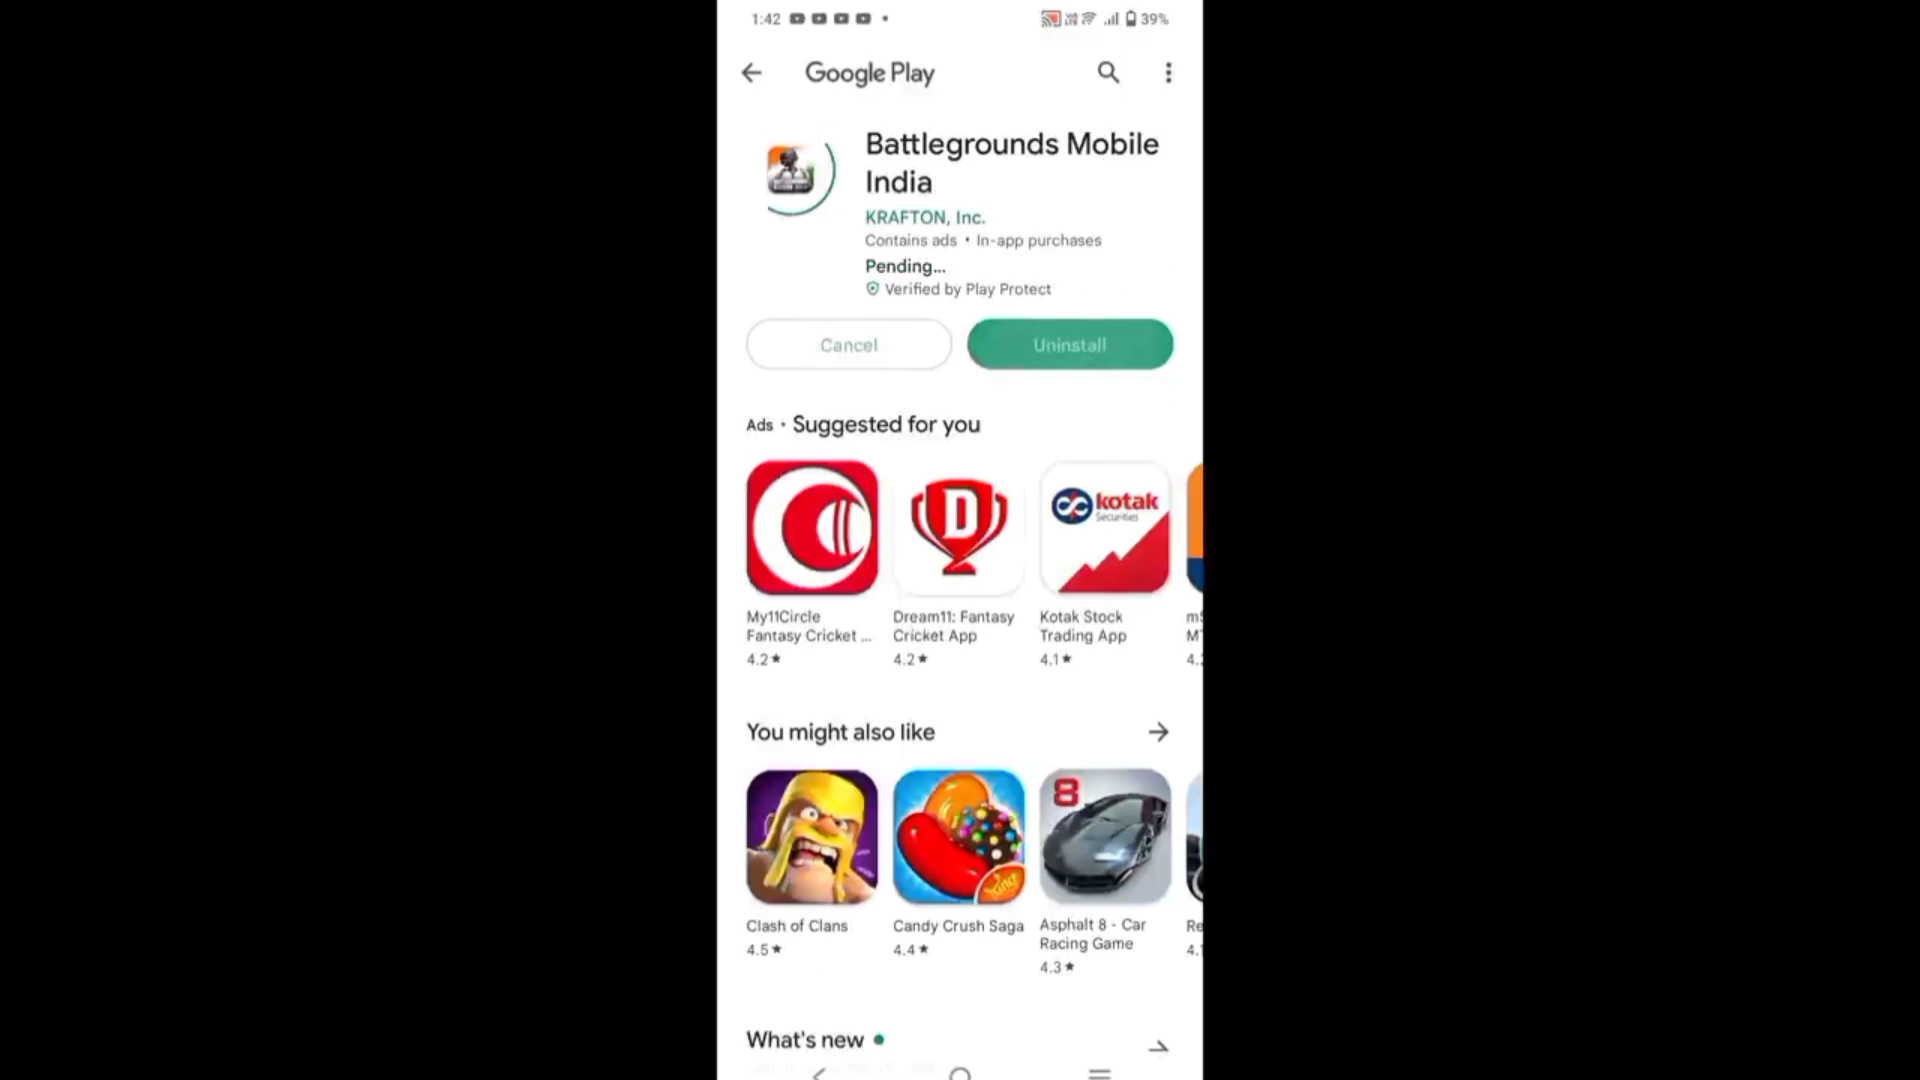 1:42
39%
Google Play
Battlegrounds Mobile
India
KRAFTON, Inc.
Contains ads • In-app purchases
Pending...
Verified by Play Protect
Cancel
Uninstall
Ads • Suggested for you
D
kotak
Securities
My11Circle
Fantasy Cricket ...
4.2★
Dream11: Fantasy
Cricket App
4.2★
Kotak Stock
Trading App
4.1★
You might also like
8
King
Clash of Clans
4.5★
Candy Crush Saga
4.4★
Asphalt 8 - Car
Racing Game
4.3★
Re
What's new